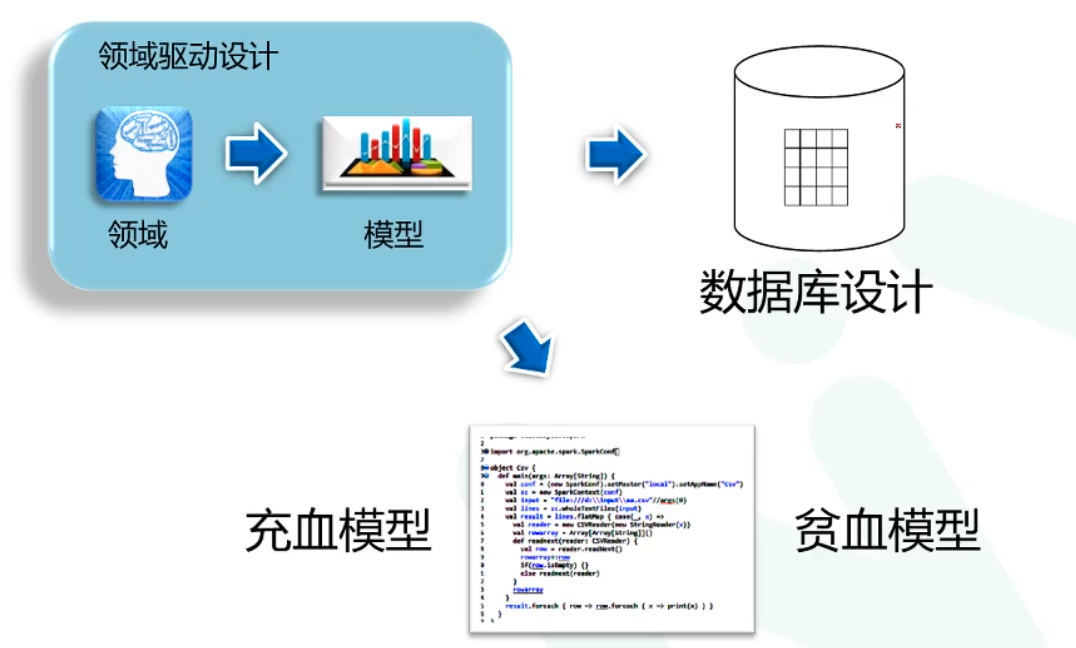 领域驱动设计
领域
模型
数据库设计
充血模型
贫血模型
import org.apache.spark.SparkConf
object Csv {
def main(args: Array[String]) {
val conf = (new SparkConf).setMaster("local").setAppName("Csv")
val sc = new SparkContext(conf)
val input = "file:///d:\\input\\aa.csv"//args(0)
val lines = sc.wholeTextFiles(input)
val result = lines.flatMap { case(_, x) =>
val reader = new CSVReader(new StringReader(x))
val rowarray = Array[Array[String]]()
def readnext(reader: CSVReader) {
val row = reader.readNext()
rowarray:+row
if(row.isEmpty) {}
else readnext(reader)
}
rowarray
}
result.foreach { row => row.foreach { x => print(x) } }
}